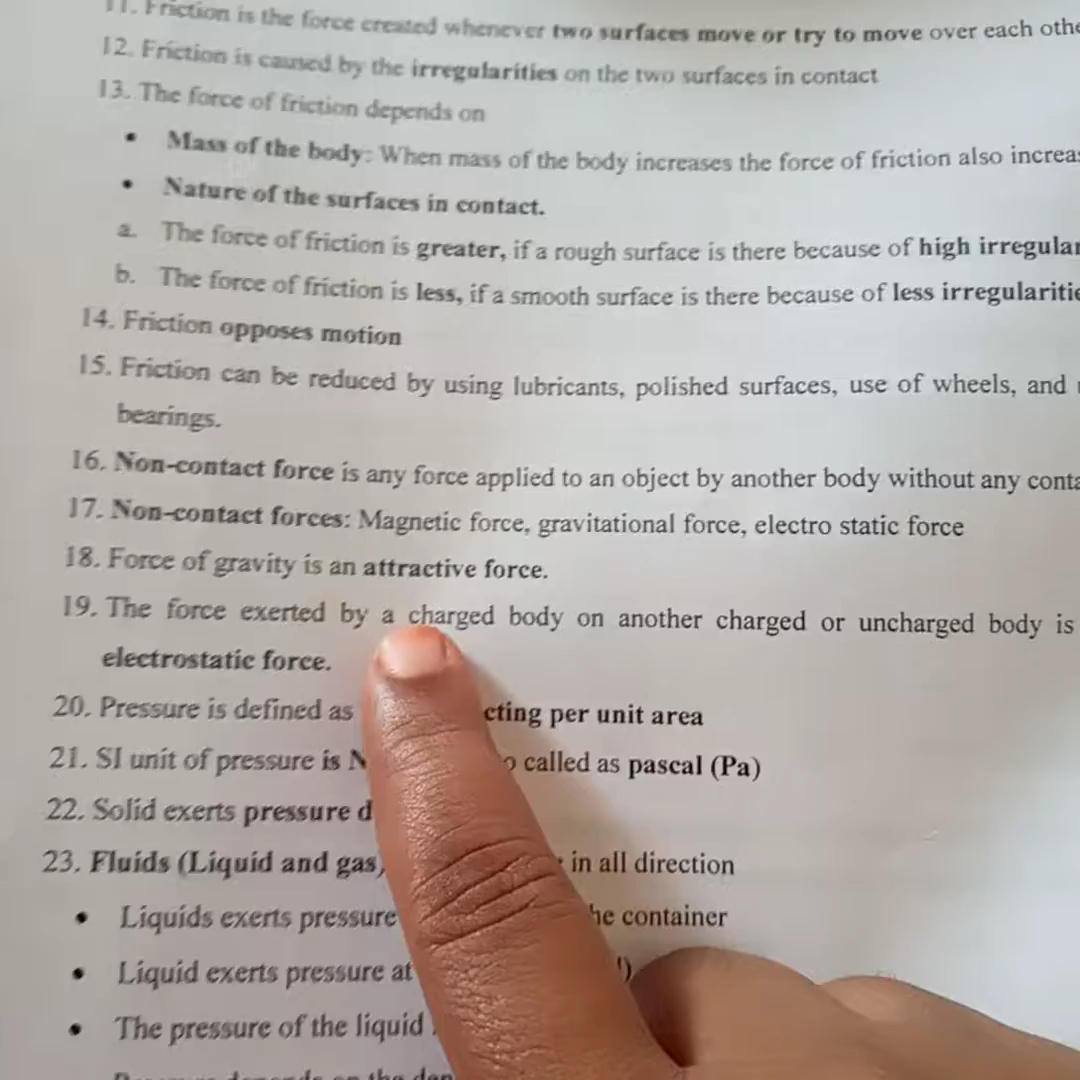 11. Friction is the force created whenever two surfaces move or try to move over each
12. Friction is caused by the irregularities on the two surfaces in contact
13. The force of friction depends on
• Mass of the body: When mass of the body increases the force of friction also
• Nature of the surfaces in contact.
a. The force of friction is greater, if a rough surface is there because of high
b. The force of friction is less, if a smooth surface is there because of less
14. Friction opposes motion
15. Friction can be reduced by using lubricants, polished surfaces, use of wheels, and
bearings.
16. Non-contact force is any force applied to an object by another body without any
17. Non-contact forces: Magnetic force, gravitational force, electro static force
18. Force of gravity is an attractive force.
19. The force exerted by a charged body on another charged or uncharged body is
electrostatic force.
20. Pressure is defined as cting per unit area
21. SI unit of pressure is called as pascal (Pa)
22. Solid exerts pressure
23. Fluids (Liquid and gas) in all direction
• Liquids exerts pressure he container
• Liquid exerts pressure at
• The pressure of the liquid